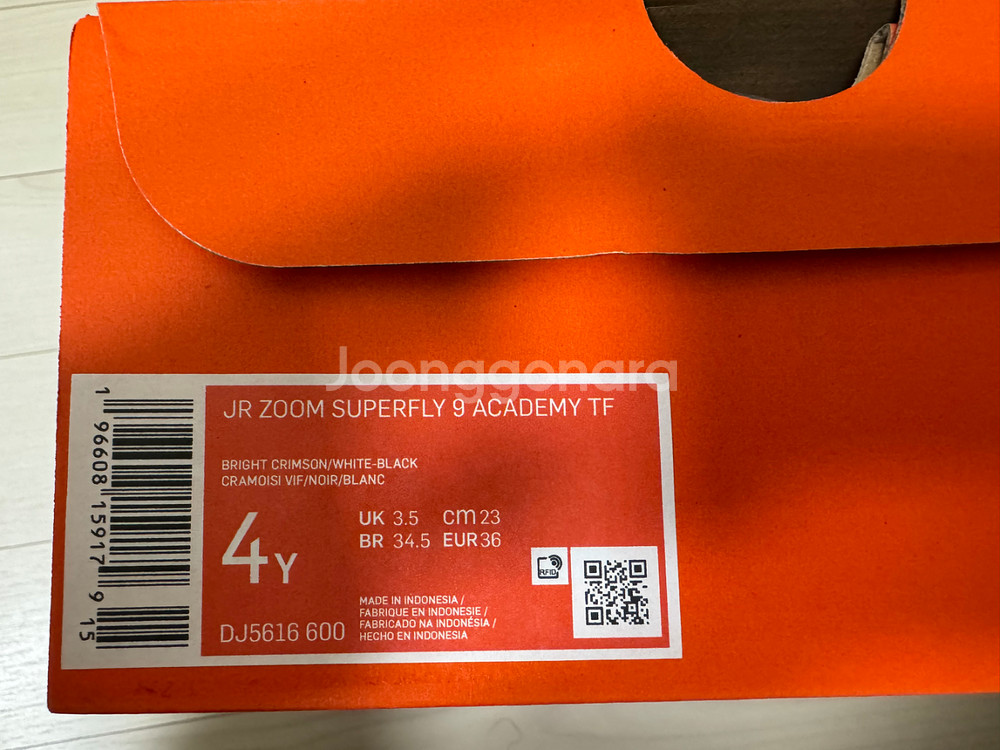 Joonggonara
JR ZOOM SUPERFLY 9 ACADEMY TF
BRIGHT CRIMSON/WHITE-BLACK
CRAMOISI VIF/NOIR/BLANC
4Y
UK 3.5 cm 23
BR 34.5 EUR 36
RFID
MADE IN INDONESIA /
FABRIQUE EN INDONESIE /
FABRICADO NA INDONÉSIA /
HECHO EN INDONESIA
DJ5616 600
1 96608 15917 9 15